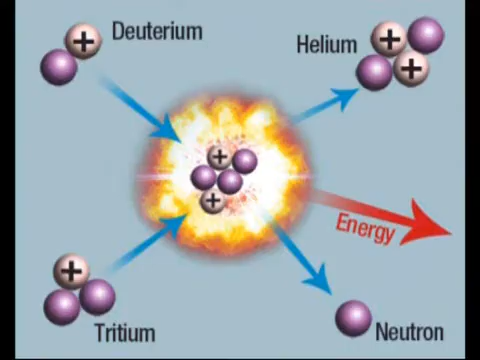 Deuterium
Helium
+
+
+
+
+
Energy
+
Tritium
Neutron